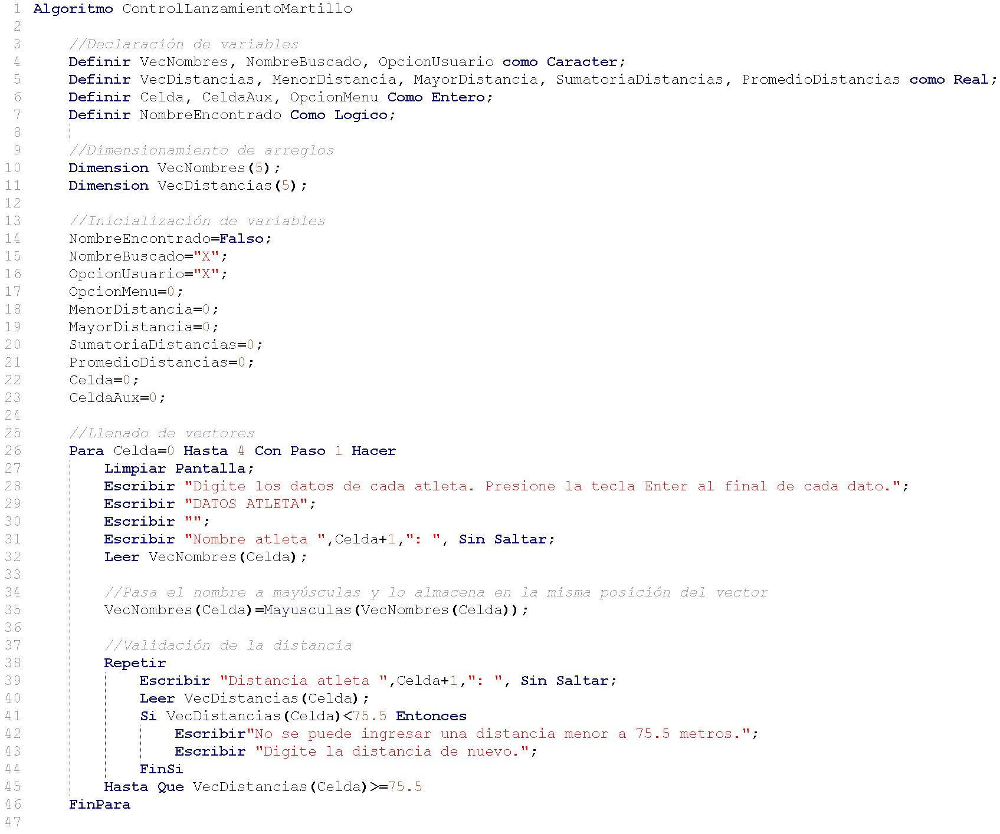 1 Algoritmo ControlLanzamientoMartillo
2
3 //Declaración de variables
4 Definir VecNombres, NombreBuscado, OpcionUsuario como Caracter;
5 Definir VecDistancias, MenorDistancia, MayorDistancia, SumatoriaDistancias, PromedioDistancias como Real;
6 Definir Celda, CeldaAux, OpcionMenu Como Entero;
7 Definir NombreEncontrado Como Logico;
8
9 //Dimensionamiento de arreglos
10 Dimension VecNombres(5);
11 Dimension VecDistancias(5);
12
13 //Inicialización de variables
14 NombreEncontrado=Falso;
15 NombreBuscado="X";
16 OpcionUsuario="X";
17 OpcionMenu=0;
18 MenorDistancia=0;
19 MayorDistancia=0;
20 SumatoriaDistancias=0;
21 PromedioDistancias=0;
22 Celda=0;
23 CeldaAux=0;
24
25 //Llenado de vectores
26 Para Celda=0 Hasta 4 Con Paso 1 Hacer
27 Limpiar Pantalla;
28 Escribir "Digite los datos de cada atleta. Presione la tecla Enter al final de cada dato.";
29 Escribir "DATOS ATLETA";
30 Escribir "";
31 Escribir "Nombre atleta ",Celda+1,": ", Sin Saltar;
32 Leer VecNombres(Celda);
33
34 //Pasa el nombre a mayúsculas y lo almacena en la misma posición del vector
35 VecNombres(Celda)=Mayusculas(VecNombres(Celda));
36
37 //Validación de la distancia
38 Repetir
39 Escribir "Distancia atleta ",Celda+1,": ", Sin Saltar;
40 Leer VecDistancias(Celda);
41 Si VecDistancias(Celda)<75.5 Entonces
42 Escribir"No se puede ingresar una distancia menor a 75.5 metros.";
43 Escribir "Digite la distancia de nuevo.";
44 FinSi
45 Hasta Que VecDistancias(Celda)>=75.5
46 FinPara
47